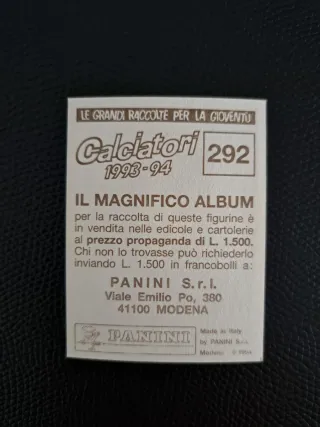 LE GRANDI RACCOLTE PER LA GIOVENTÙ
Calciatori
1993-94
292
IL MAGNIFICO ALBUM
per la raccolta di queste figurine è
in vendita nelle edicole e cartolerie
al prezzo propaganda di L. 1.500.
Chi non lo trovasse può richiederlo
inviando L. 1.500 in francobolli a:
PANINI S.r.l.
Viale Emilio Po, 380
41100 MODENA
PANINI
Made in Italy
by PANINI S.r.l.
Modena